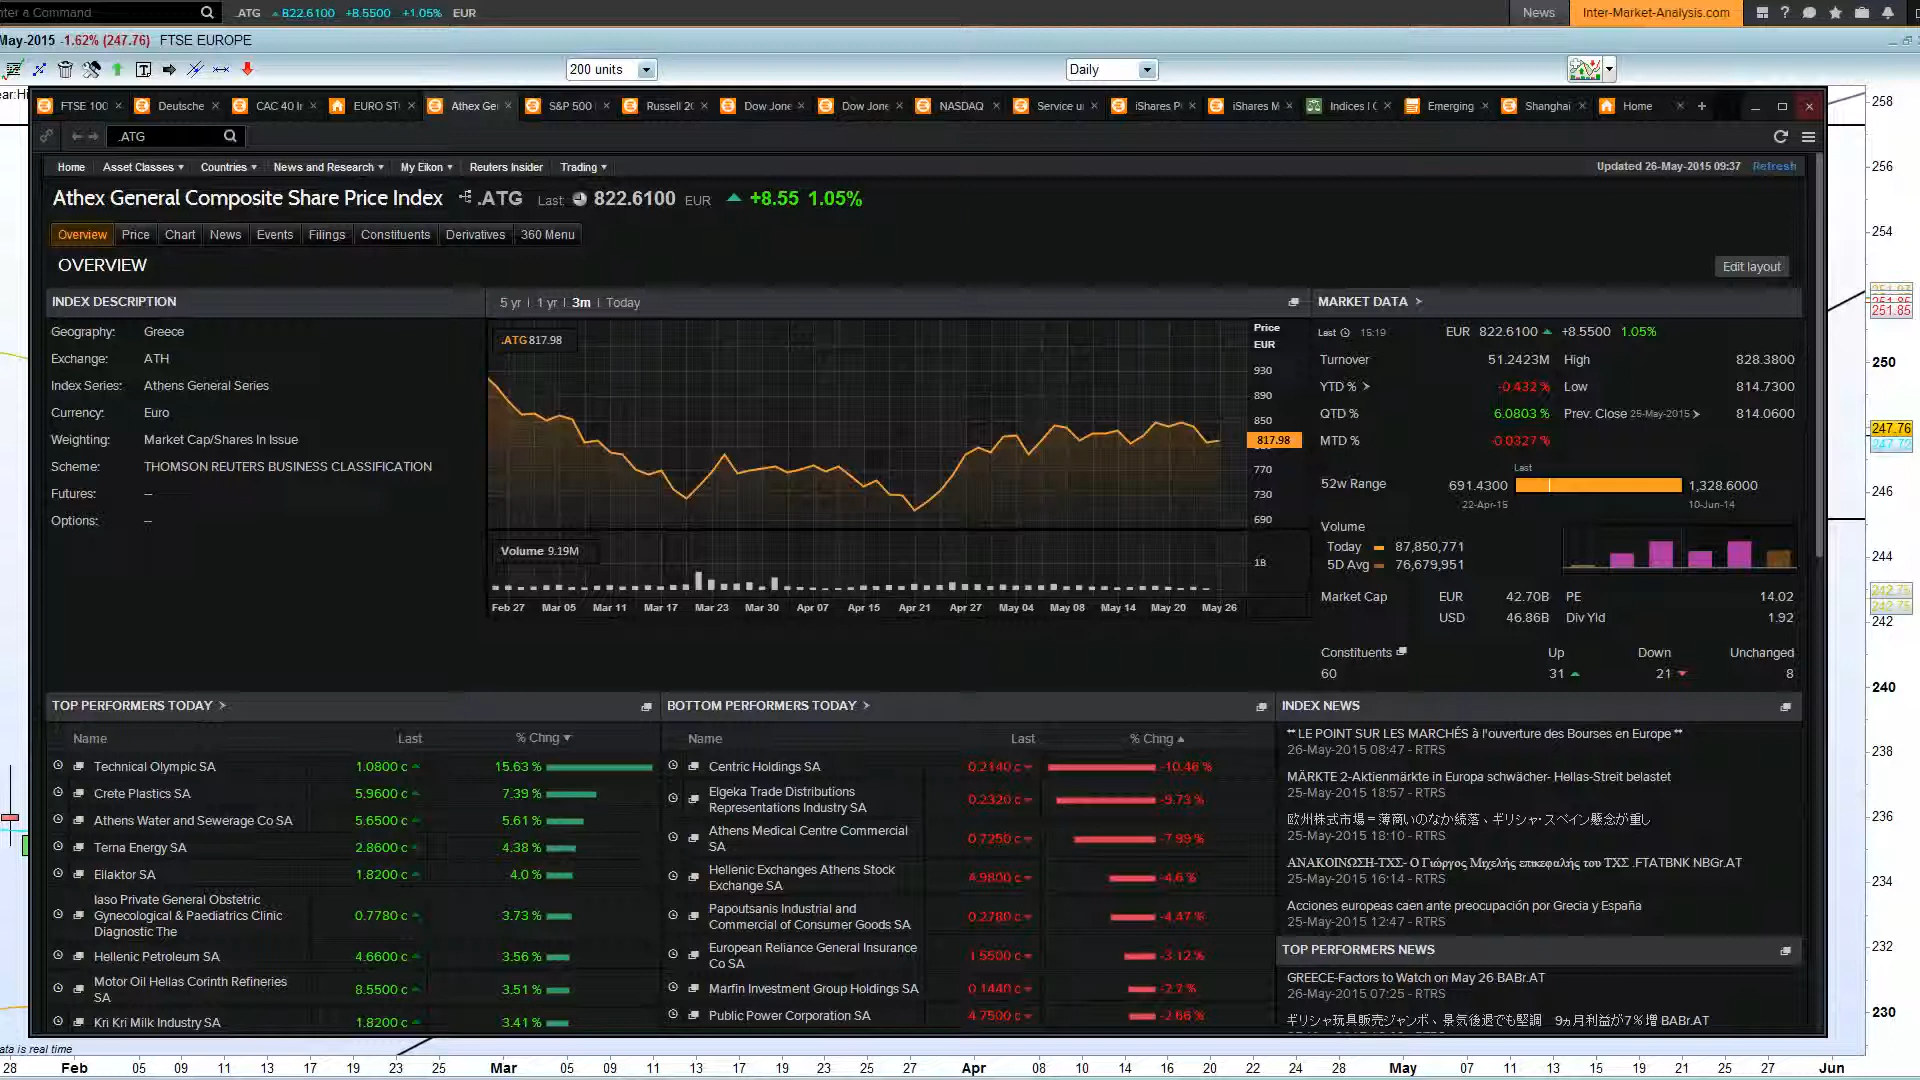 nter a Command .ATG 822.6100 +8.5500 +1.05% EUR News Inter-Market-Analysis.com ?
May-2015 -1.62% (247.76) FTSE EUROPE
200 units Daily
FTSE 100 Deutsche CAC 40 I EURO ST Athex Ge S&P 500 Russell 20 Dow Jone Dow Jone NASDAQ Service u iShares P iShares M Indices | Emerging Shanghai Home
.ATG
Home Asset Classes Countries News and Research My Eikon Reuters Insider Trading Updated 26-May-2015 09:37 Refresh
Athex General Composite Share Price Index .ATG Last 822.6100 EUR +8.55 1.05%
Overview Price Chart News Events Filings Constituents Derivatives 360 Menu
OVERVIEW Edit layout
INDEX DESCRIPTION
Geography: Greece
Exchange: ATH
Index Series: Athens General Series
Currency: Euro
Weighting: Market Cap/Shares In Issue
Scheme: THOMSON REUTERS BUSINESS CLASSIFICATION
Futures: --
Options: --
5 yr | 1 yr | 3m | Today
.ATG 817.98
Price
EUR
930
890
850
817.98
770
730
690
Volume 9.19M
1B
Feb 27 Mar 05 Mar 11 Mar 17 Mar 23 Mar 30 Apr 07 Apr 15 Apr 21 Apr 27 May 04 May 08 May 14 May 20 May 26
MARKET DATA >
Last 15:19 EUR 822.6100 +8.5500 1.05%
Turnover 51.2423M High 828.3800
YTD % > -0.432 % Low 814.7300
QTD % 6.0803 % Prev. Close 25-May-2015 > 814.0600
MTD % -0.0327 %
Last
52w Range 691.4300 1,328.6000
22-Apr-15 10-Jun-14
Volume
Today 87,850,771
5D Avg 76,679,951
Market Cap EUR 42.70B PE 14.02
USD 46.86B Div Yld 1.92
Constituents Up Down Unchanged
60 31 21 8
TOP PERFORMERS TODAY >
Name Last % Chng
Technical Olympic SA 1.0800 c 15.63 %
Crete Plastics SA 5.9600 c 7.39 %
Athens Water and Sewerage Co SA 5.6500 c 5.61 %
Terna Energy SA 2.8600 c 4.38 %
Ellaktor SA 1.8200 c 4.0 %
Iaso Private General Obstetric
Gynecological & Paediatrics Clinic 0.7780 c 3.73 %
Diagnostic The
Hellenic Petroleum SA 4.6600 c 3.56 %
Motor Oil Hellas Corinth Refineries
SA 8.5500 c 3.51 %
Kri Kri Milk Industry SA 1.8200 c 3.41 %
BOTTOM PERFORMERS TODAY >
Name Last % Chng
Centric Holdings SA 0.2140 c -10.46 %
Elgeka Trade Distributions
Representations Industry SA 0.2320 c -9.73 %
Athens Medical Centre Commercial
SA 0.7250 c -7.99 %
Hellenic Exchanges Athens Stock
Exchange SA 4.9800 c -4.6 %
Papoutsanis Industrial and
Commercial of Consumer Goods SA 0.2780 c -4.47 %
European Reliance General Insurance
Co SA 1.5500 c -3.12 %
Marfin Investment Group Holdings SA 0.1440 c -2.7 %
Public Power Corporation SA 4.7500 c -2.66 %
INDEX NEWS
** LE POINT SUR LES MARCHÉS à l'ouverture des Bourses en Europe **
26-May-2015 08:47 - RTRS
MÄRKTE 2-Aktienmärkte in Europa schwächer- Hellas-Streit belastet
25-May-2015 18:57 - RTRS
欧州株式市場=薄商いのなか続落、ギリシャ・スペイン懸念が重し
25-May-2015 18:10 - RTRS
ΑΝΑΚΟΙΝΩΣΗ-ΤΧΣ- Ο Γιώργος Μιχελής επικεφαλής του ΤΧΣ .FTATBNK NBGr.AT
25-May-2015 16:14 - RTRS
Acciones europeas caen ante preocupación por Grecia y España
25-May-2015 12:47 - RTRS
TOP PERFORMERS NEWS
GREECE-Factors to Watch on May 26 BABr.AT
26-May-2015 07:25 - RTRS
ギリシャ玩具販売ジャンボ、景気後退でも堅調 9ヵ月利益が7%増 BABr.AT
258
256
254
251.85
251.85
250
247.76
247.72
246
244
242.75
242.75
242
240
238
236
234
232
230
ata is real time
28 Feb 05 09 11 13 17 19 23 25 Mar 05 09 11 13 17 19 23 25 27 Apr 08 10 14 16 20 22 24 28 May 07 11 13 15 19 21 25 27 Jun